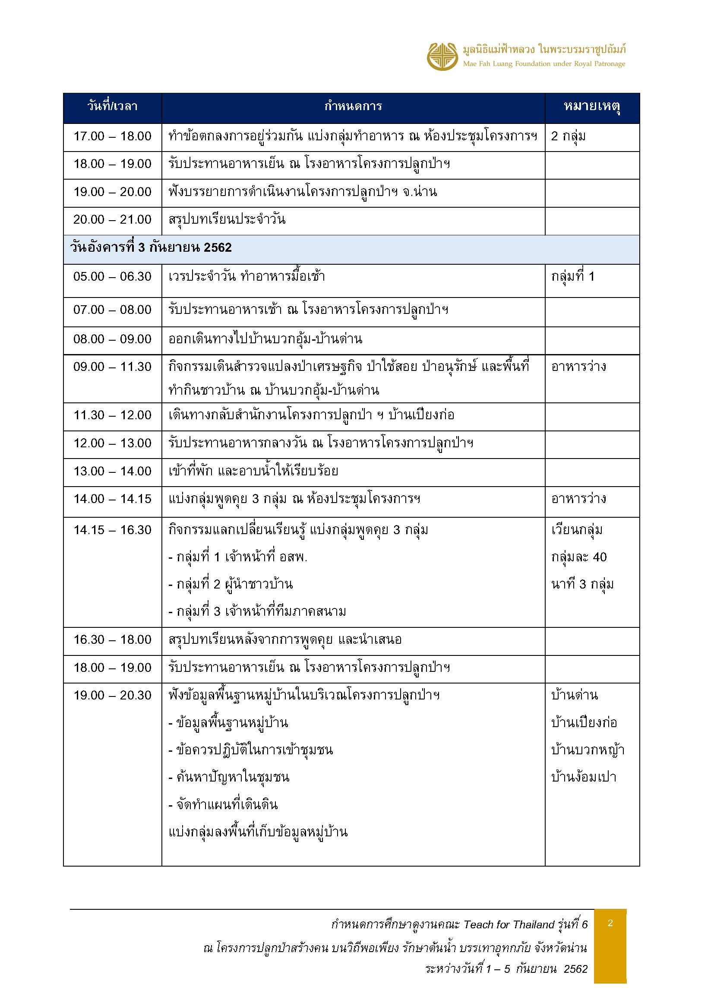 มูลนิธิแม่ฟ้าหลวง ในพระบรมราชูปถัมภ์
Mae Fah Luang Foundation under Royal Patronage
วันที่/เวลา กำหนดการ หมายเหตุ
17.00 – 18.00 ทำข้อตกลงการอยู่ร่วมกัน แบ่งกลุ่มทำอาหาร ณ ห้องประชุมโครงการฯ 2 กลุ่ม
18.00 – 19.00 รับประทานอาหารเย็น ณ โรงอาหารโครงการปลูกป่าฯ
19.00 – 20.00 ฟังบรรยายการดำเนินงานโครงการปลูกป่าฯ จ.น่าน
20.00 – 21.00 สรุปบทเรียนประจำวัน
วันอังคารที่ 3 กันยายน 2562
05.00 – 06.30 เวรประจำวัน ทำอาหารมื้อเช้า กลุ่มที่ 1
07.00 – 08.00 รับประทานอาหารเช้า ณ โรงอาหารโครงการปลูกป่าฯ
08.00 – 09.00 ออกเดินทางไปบ้านบวกอุ้ม-บ้านด่าน
09.00 – 11.30 กิจกรรมเดินสำรวจแปลงป่าเศรษฐกิจ ป่าใช้สอย ป่าอนุรักษ์ และพื้นที่ อาหารว่าง
ทำกินชาวบ้าน ณ บ้านบวกอุ้ม-บ้านด่าน
11.30 – 12.00 เดินทางกลับสำนักงานโครงการปลูกป่า ฯ บ้านเปียงก่อ
12.00 – 13.00 รับประทานอาหารกลางวัน ณ โรงอาหารโครงการปลูกป่าฯ
13.00 – 14.00 เข้าที่พัก และอาบน้ำให้เรียบร้อย
14.00 – 14.15 แบ่งกลุ่มพูดคุย 3 กลุ่ม ณ ห้องประชุมโครงการฯ อาหารว่าง
14.15 – 16.30 กิจกรรมแลกเปลี่ยนเรียนรู้ แบ่งกลุ่มพูดคุย 3 กลุ่ม เวียนกลุ่ม
- กลุ่มที่ 1 เจ้าหน้าที่ อสพ. กลุ่มละ 40
- กลุ่มที่ 2 ผู้นำชาวบ้าน นาที 3 กลุ่ม
- กลุ่มที่ 3 เจ้าหน้าที่ทีมภาคสนาม
16.30 – 18.00 สรุปบทเรียนหลังจากการพูดคุย และนำเสนอ
18.00 – 19.00 รับประทานอาหารเย็น ณ โรงอาหารโครงการปลูกป่าฯ
19.00 – 20.30 ฟังข้อมูลพื้นฐานหมู่บ้านในบริเวณโครงการปลูกป่าฯ บ้านด่าน
- ข้อมูลพื้นฐานหมู่บ้าน บ้านเปียงก่อ
- ข้อควรปฎิบัติในการเข้าชุมชน บ้านบวกหญ้า
- ค้นหาปัญหาในชุมชน บ้านง้อมเปา
- จัดทำแผนที่เดินดิน
แบ่งกลุ่มลงพื้นที่เก็บข้อมูลหมู่บ้าน
กำหนดการศึกษาดูงานคณะ Teach for Thailand รุ่นที่ 6 2
ณ โครงการปลูกป่าสร้างคน บนวิถีพอเพียง รักษาต้นน้ำ บรรเทาอุทกภัย จังหวัดน่าน
ระหว่างวันที่ 1 – 5 กันยายน 2562